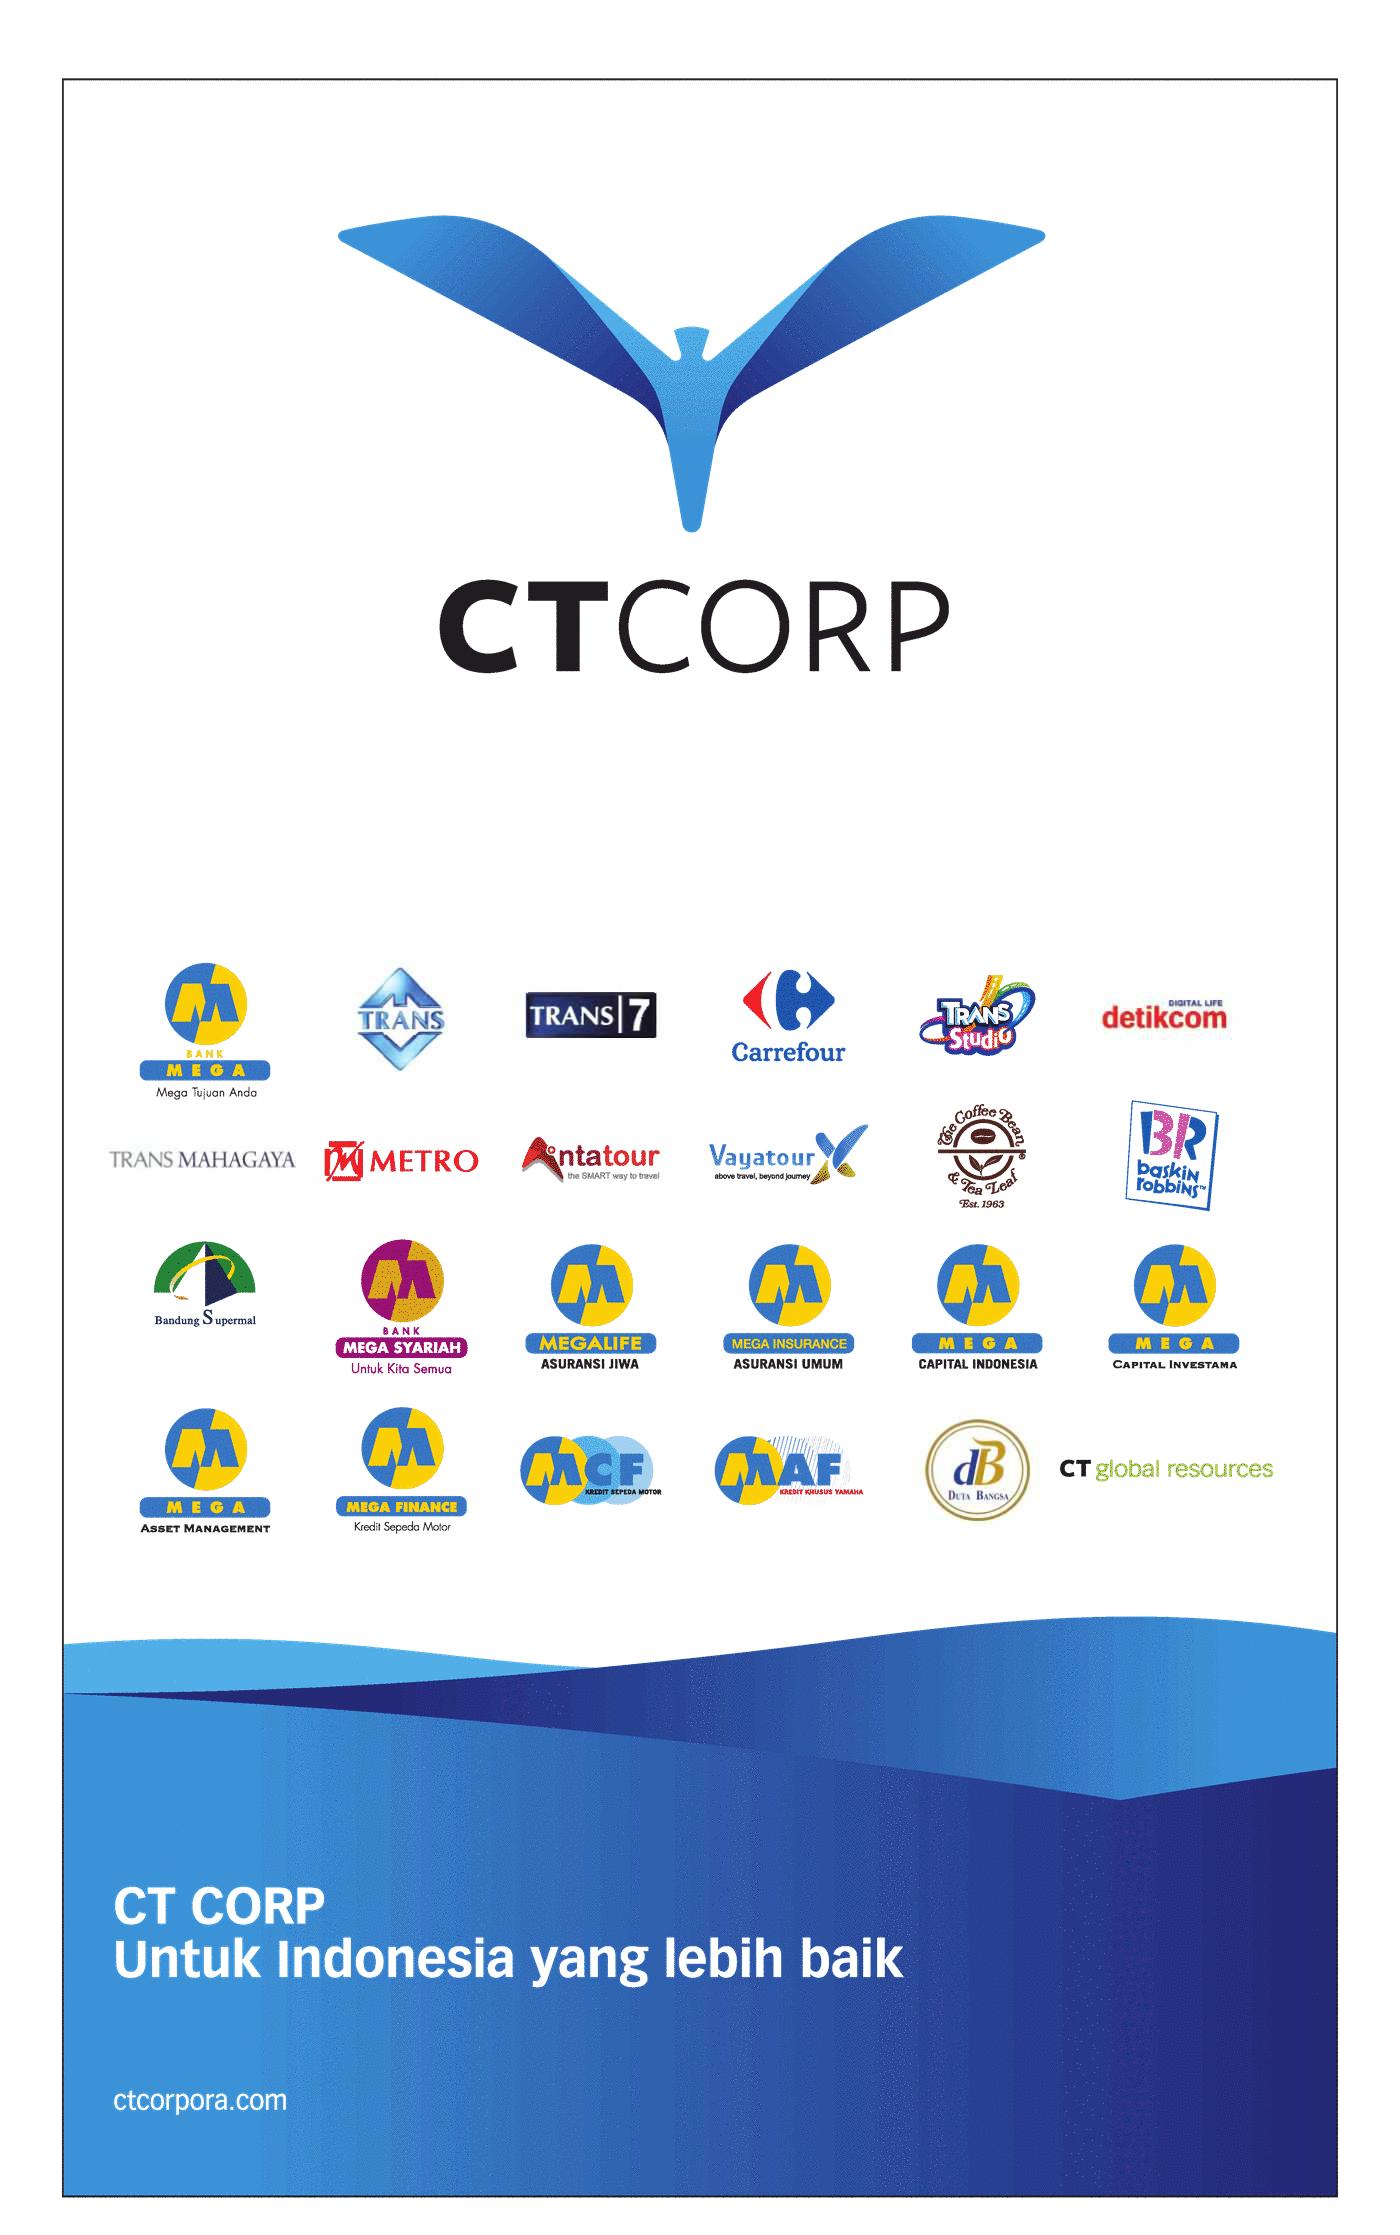 CTCORP
BANK
MEGA
Mega Tujuan Anda
TRANS
TRANS|7
Carrefour
TRANS
Studio
DIGITAL LIFE
detikcom
TRANS MAHAGAYA
METRO
Antatour
the SMART way to travel
Vayatour
above travel, beyond journey
The Coffee Bean
& Tea Leaf
®
Est. 1963
BR
baskin
robbins™
Bandung Supermal
BANK
MEGA SYARIAH
Untuk Kita Semua
MEGALIFE
ASURANSI JIWA
MEGA INSURANCE
ASURANSI UMUM
MEGA
CAPITAL INDONESIA
MEGA
CAPITAL INVESTAMA
MEGA
ASSET MANAGEMENT
MEGA FINANCE
Kredit Sepeda Motor
MCF
KREDIT SEPEDA MOTOR
MAF
KREDIT KHUSUS YAMAHA
dB
DUTA BANGSA
CT global resources
CT CORP
Untuk Indonesia yang lebih baik
ctcorpora.com